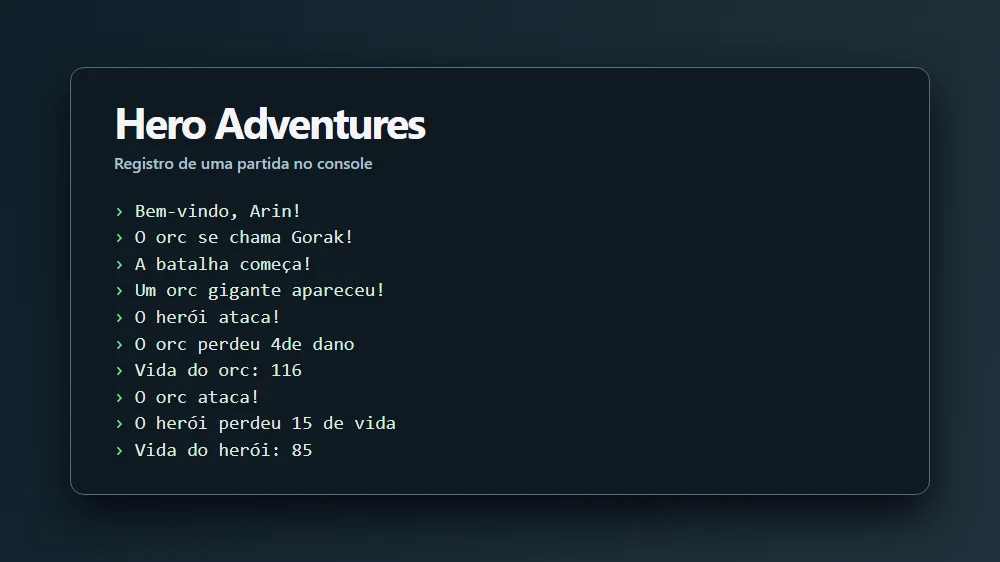 Hero Adventures
Registro de uma partida no console
› Bem-vindo, Arin!
› O orc se chama Gorak!
› A batalha começa!
› Um orc gigante apareceu!
› O herói ataca!
› O orc perdeu 4de dano
› Vida do orc: 116
› O orc ataca!
› O herói perdeu 15 de vida
› Vida do herói: 85